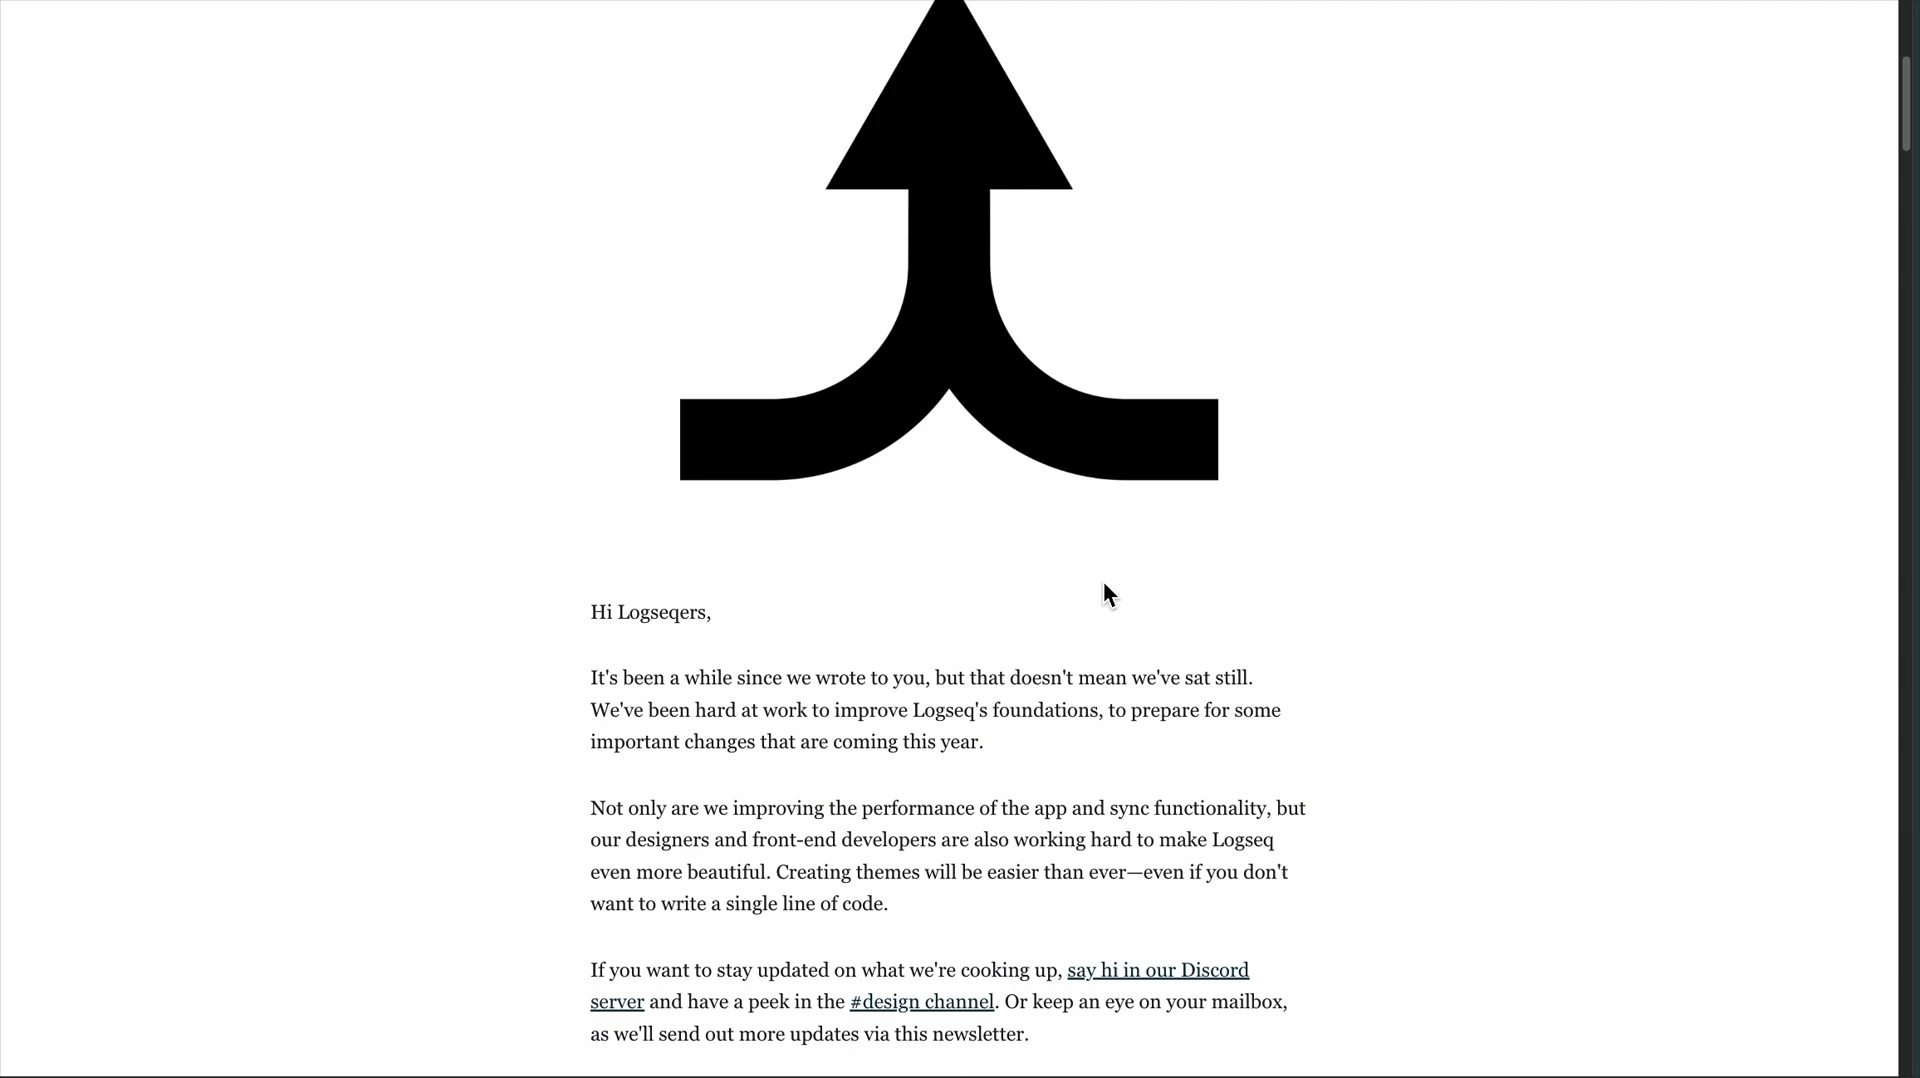 Hi Logseqers,
It's been a while since we wrote to you, but that doesn't mean we've sat still.
We've been hard at work to improve Logseq's foundations, to prepare for some
important changes that are coming this year.
Not only are we improving the performance of the app and sync functionality, but
our designers and front-end developers are also working hard to make Logseq
even more beautiful. Creating themes will be easier than ever—even if you don't
want to write a single line of code.
If you want to stay updated on what we're cooking up, say hi in our Discord
server and have a peek in the #design channel. Or keep an eye on your mailbox,
as we'll send out more updates via this newsletter.